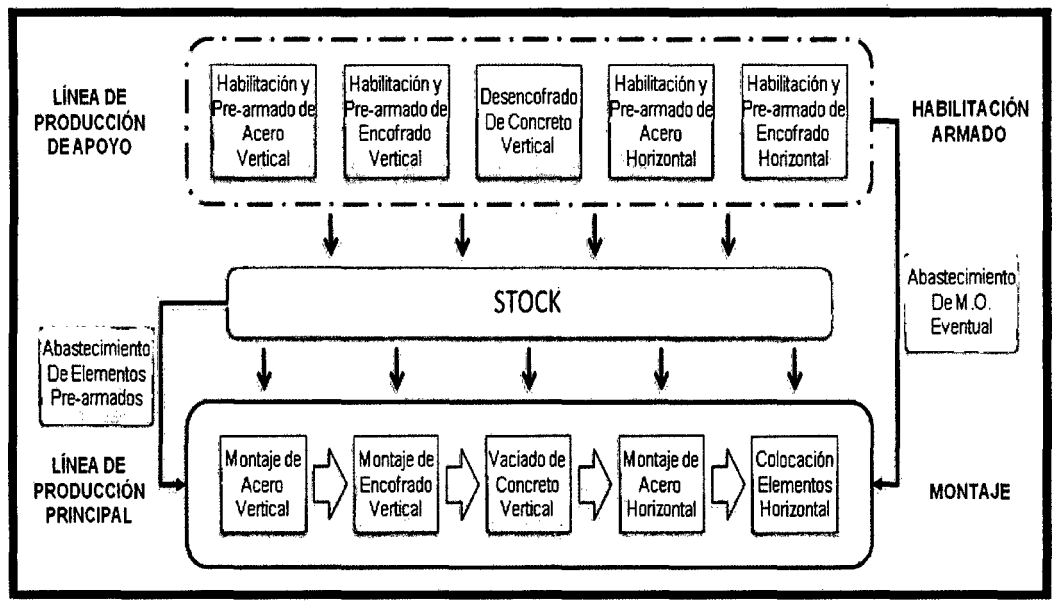 LÍNEA DE
PRODUCCIÓN
DE APOYO
Habilitación y
Pre-armado de
Acero
Vertical
Habilitación y
Pre-armado de
Encofrado
Vertical
Desencofrado
De Concreto
Vertical
Habilitación y
Pre-armado de
Acero
Horizontal
Habilitación y
Pre-armado de
Encofrado
Horizontal
HABILITACIÓN
ARMADO
STOCK
Abastecimiento
De Elementos
Pre-armados
Abastecimiento
De M.O.
Eventual
LÍNEA DE
PRODUCCIÓN
PRINCIPAL
Montaje de
Acero
Vertical
Montaje de
Encofrado
Vertical
Vaciado de
Concreto
Vertical
Montaje de
Acero
Horizontal
Colocación
Elementos
Horizontal
MONTAJE